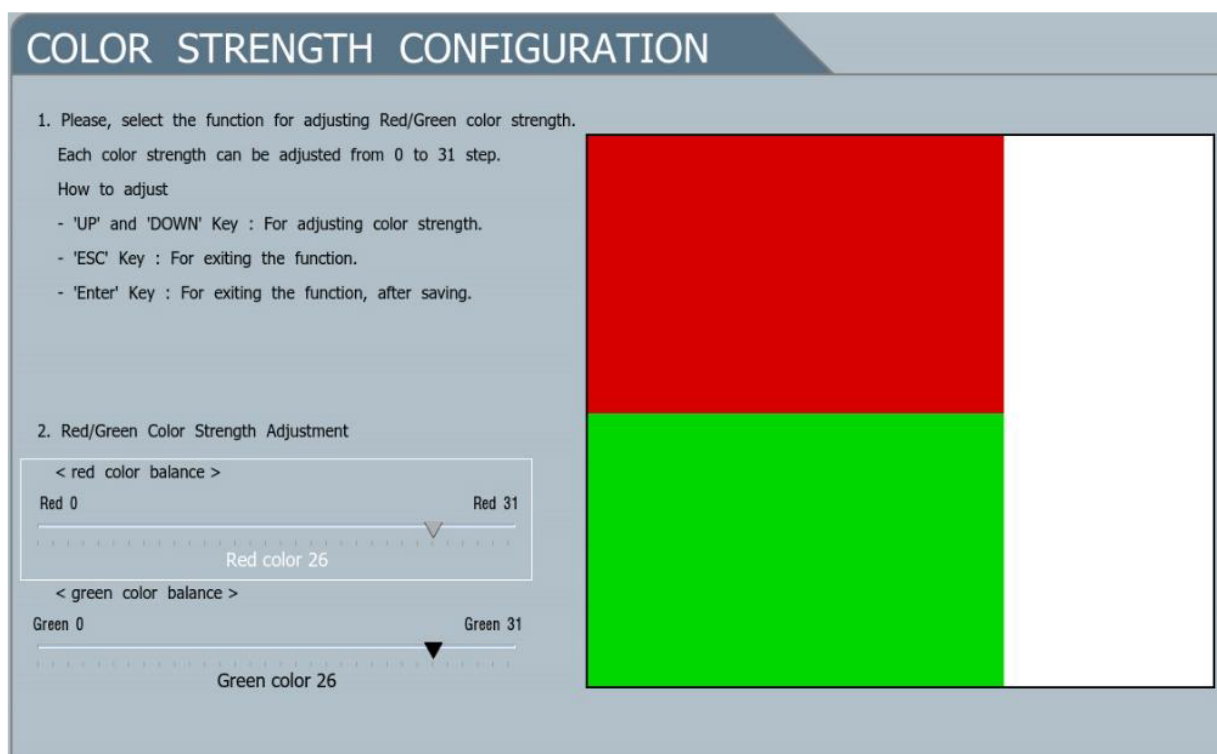 COLOR STRENGTH CONFIGURATION
1. Please, select the function for adjusting Red/Green color strength.
Each color strength can be adjusted from 0 to 31 step.
How to adjust
- 'UP' and 'DOWN' Key : For adjusting color strength.
- 'ESC' Key : For exiting the function.
- 'Enter' Key : For exiting the function, after saving.
2. Red/Green Color Strength Adjustment
< red color balance >
Red 0 Red 31
Red color 26
< green color balance >
Green 0 Green 31
Green color 26